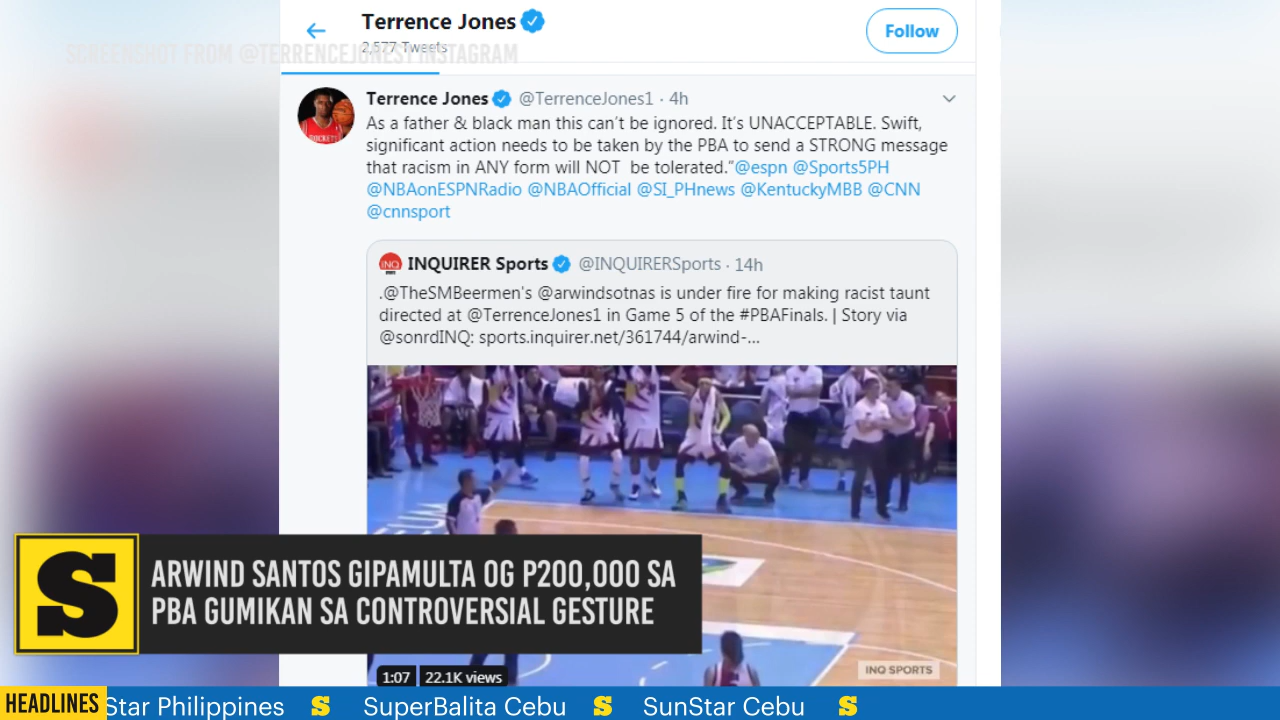 Terrence Jones
2,577 Tweets
Follow
SCREENSHOT FROM @TERRENCEJONES1 INSTAGRAM
Terrence Jones @TerrenceJones1 · 4h
As a father & black man this can't be ignored. It's UNACCEPTABLE. Swift,
significant action needs to be taken by the PBA to send a STRONG message
that racism in ANY form will NOT be tolerated."@espn @Sports5PH
@NBAonESPNRadio @NBAOfficial @SI_PHnews @KentuckyMBB @CNN
@cnnsport
INQ
INQUIRER Sports @INQUIRERSports · 14h
.@TheSMBeermen's @arwindsotnas is under fire for making racist taunt
directed at @TerrenceJones1 in Game 5 of the #PBAFinals. | Story via
@sonrdINQ: sports.inquirer.net/361744/arwind-...
ROCKETS
S
ARWIND SANTOS GIPAMULTA OG P200,000 SA
PBA GUMIKAN SA CONTROVERSIAL GESTURE
1:07 22.1K views
INQ SPORTS
HEADLINES
Star Philippines S SuperBalita Cebu S SunStar Cebu S